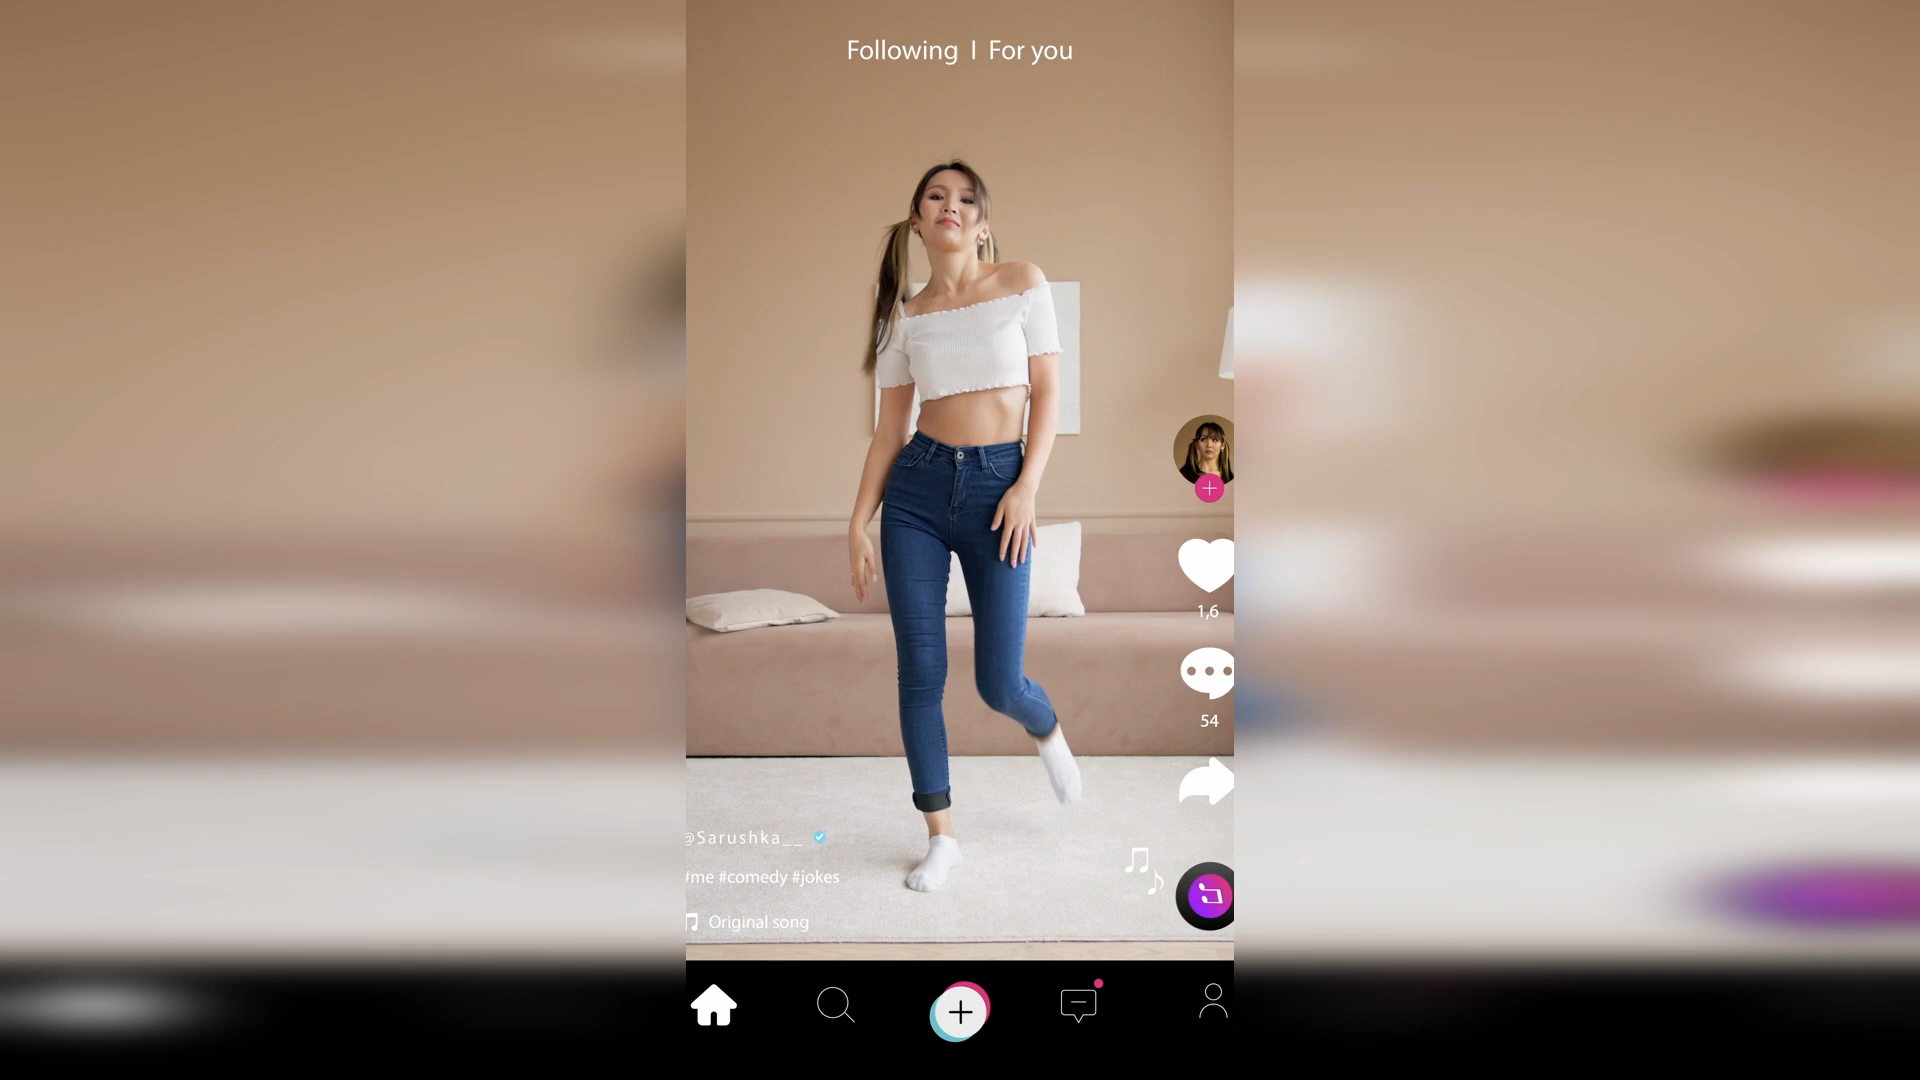 Following | For you
1,6
54
@Sarushka__
#me #comedy #jokes
Original song